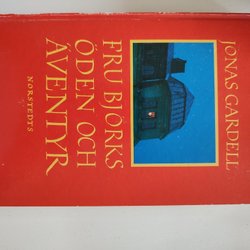 JONAS GARDELL
FRU BJÖRKS
ÖDEN OCH
ÄVENTYR
NORSTEDTS